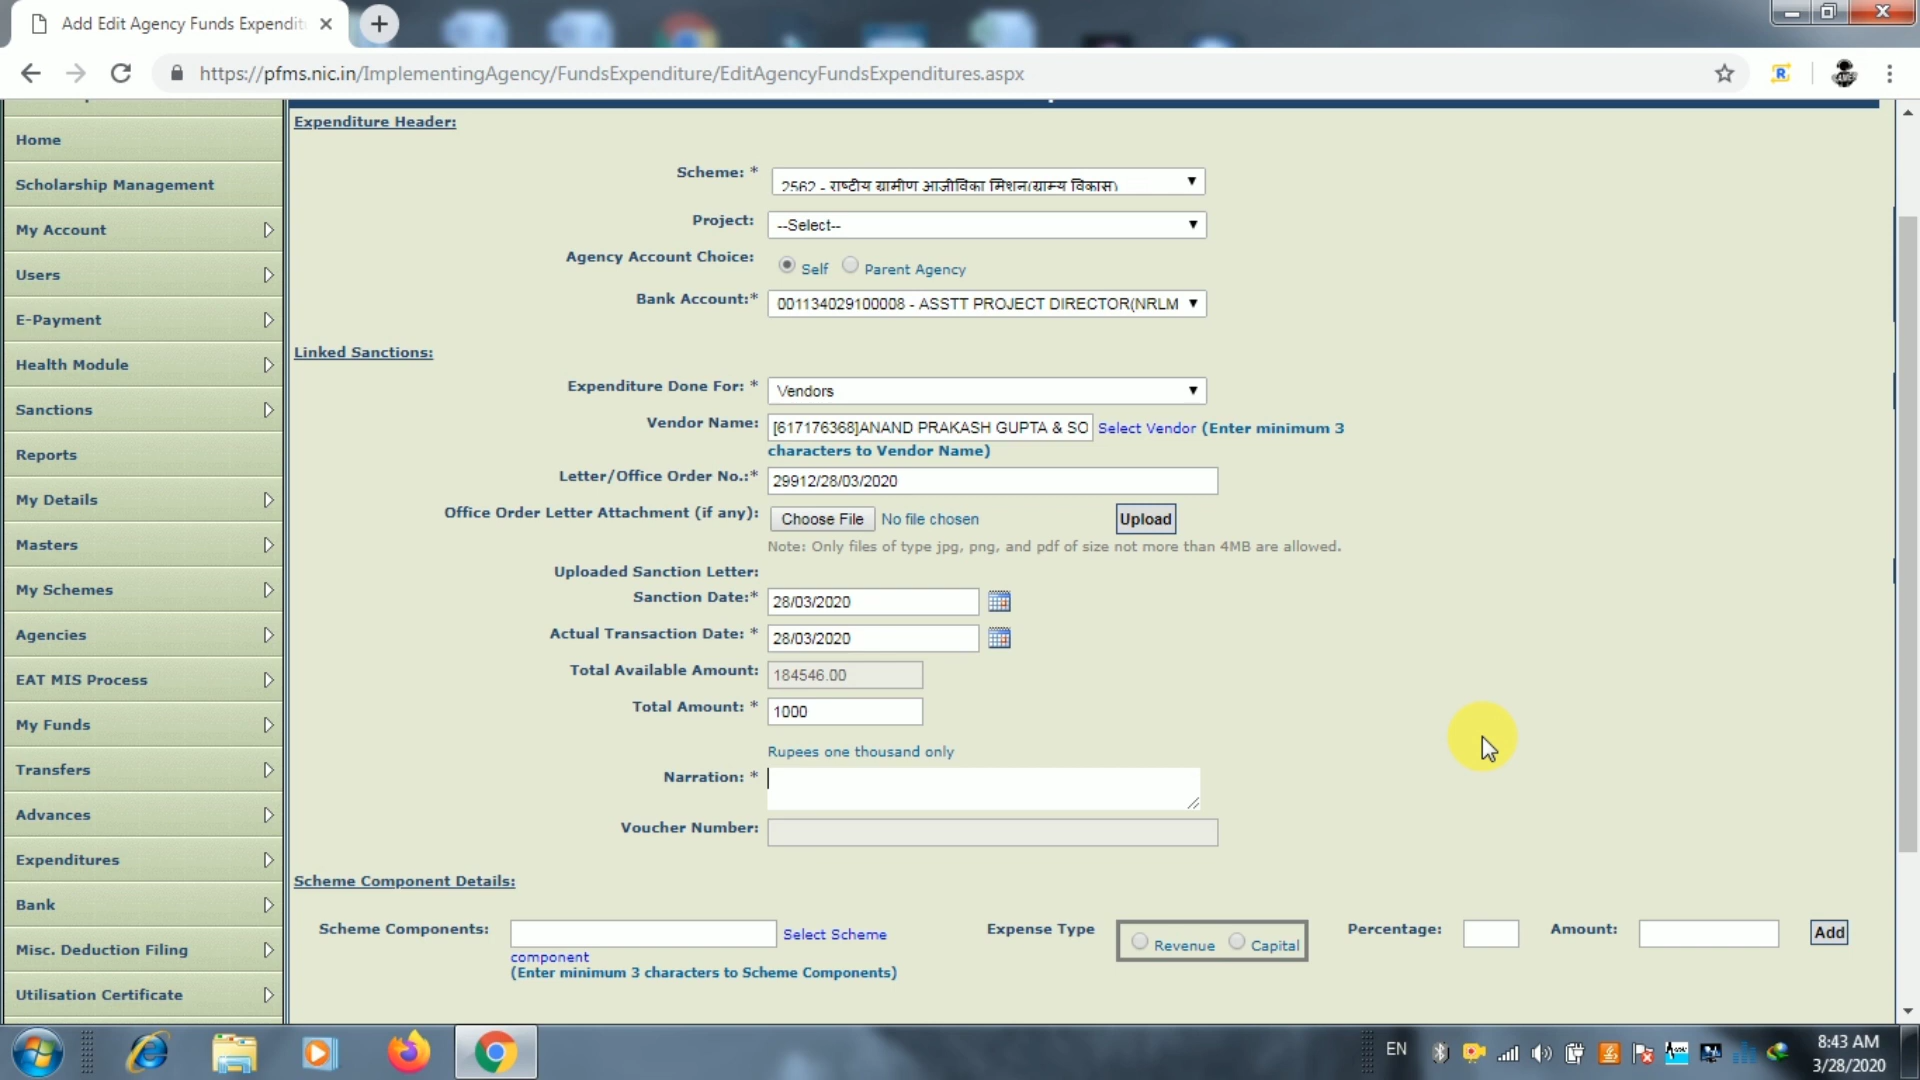 Add Edit Agency Funds Expendit
https://pfms.nic.in/ImplementingAgency/FundsExpenditure/EditAgencyFundsExpenditures.aspx
Home
Scholarship Management
My Account
Users
E-Payment
Health Module
Sanctions
Reports
My Details
Masters
My Schemes
Agencies
EAT MIS Process
My Funds
Transfers
Advances
Expenditures
Bank
Misc. Deduction Filing
Utilisation Certificate
Expenditure Header:
Scheme: * 2562 - राष्टीय ग्रामीण आजीविका मिशन(ग्राम्य विकास)
Project: --Select--
Agency Account Choice: Self Parent Agency
Bank Account:* 001134029100008 - ASSTT PROJECT DIRECTOR(NRLM
Linked Sanctions:
Expenditure Done For: * Vendors
Vendor Name: [617176368]ANAND PRAKASH GUPTA & SO Select Vendor (Enter minimum 3
characters to Vendor Name)
Letter/Office Order No.:* 29912/28/03/2020
Office Order Letter Attachment (if any): Choose File No file chosen Upload
Note: Only files of type jpg, png, and pdf of size not more than 4MB are allowed.
Uploaded Sanction Letter:
Sanction Date:* 28/03/2020
Actual Transaction Date: * 28/03/2020
Total Available Amount: 184546.00
Total Amount: * 1000
Rupees one thousand only
Narration: *
Voucher Number:
Scheme Component Details:
Scheme Components: Select Scheme Expense Type Revenue Capital Percentage: Amount: Add
component
(Enter minimum 3 characters to Scheme Components)
EN
8:43 AM
3/28/2020